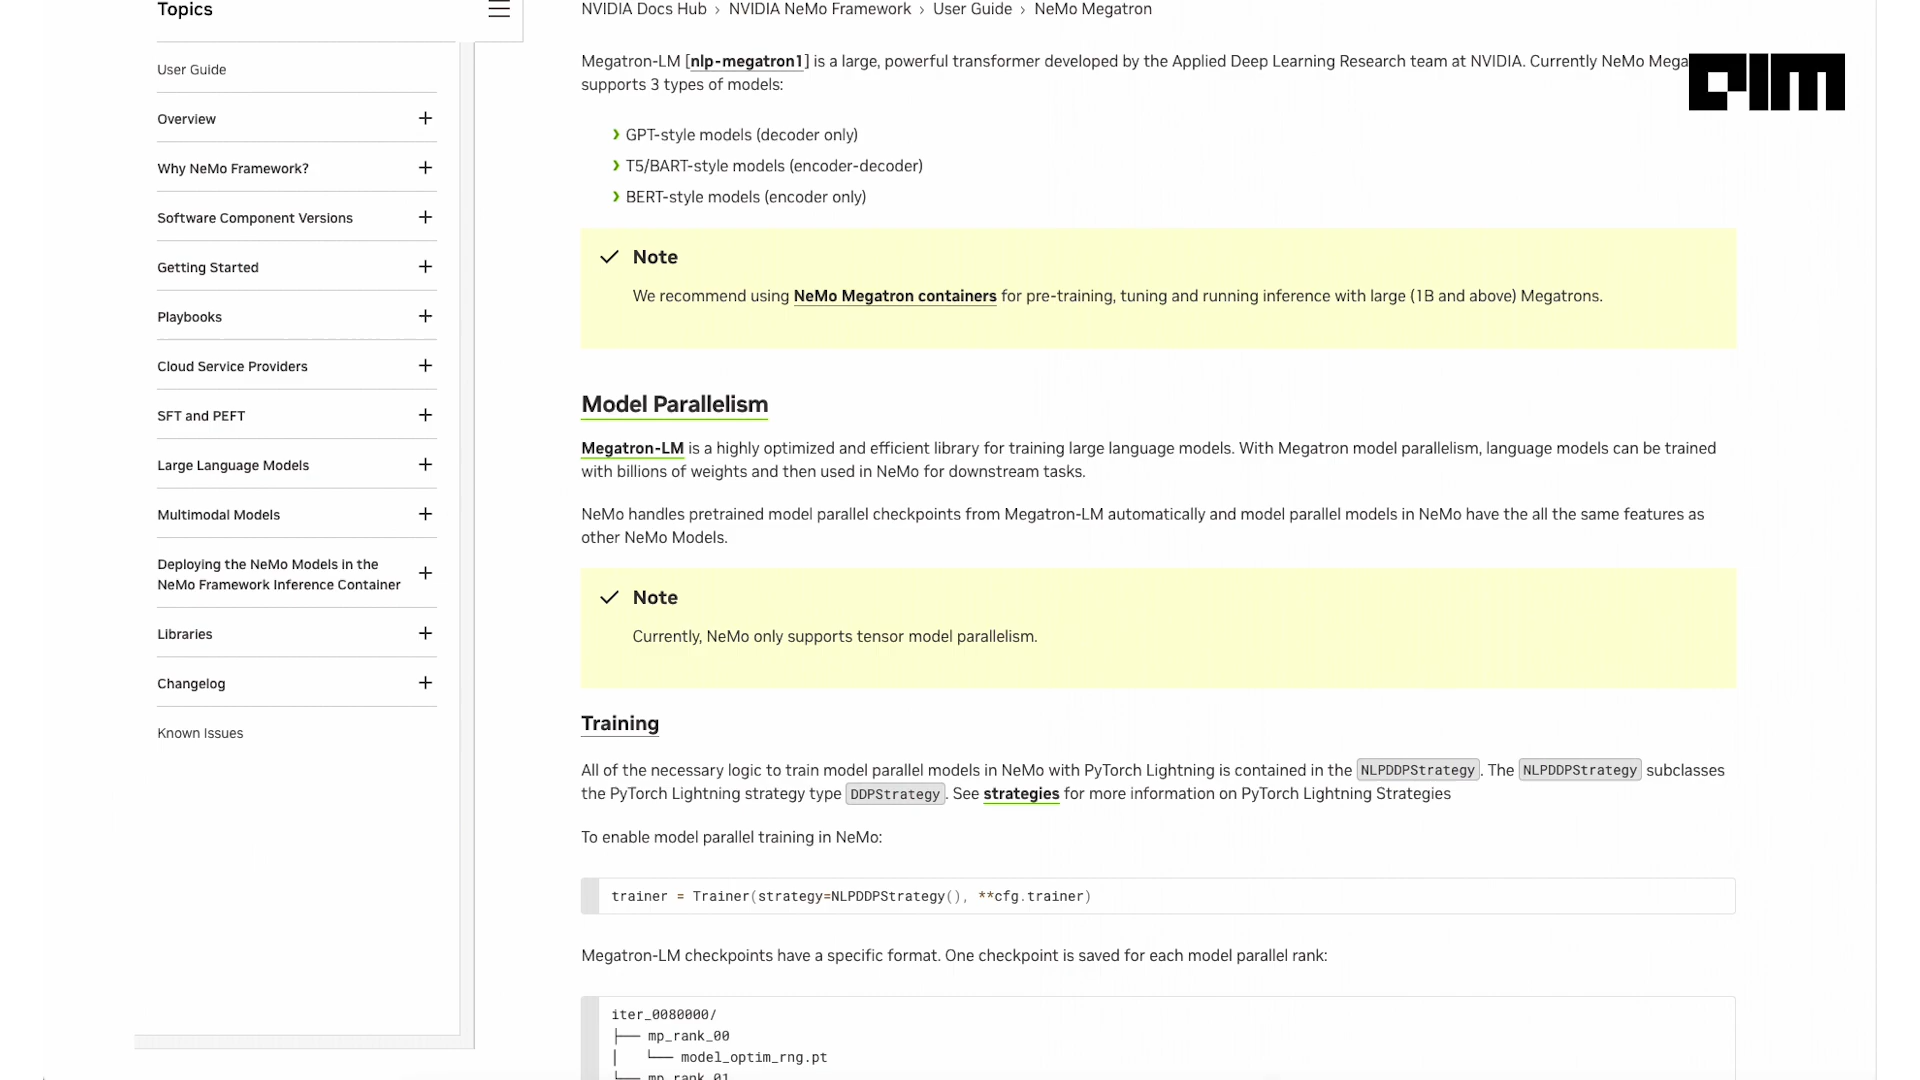 Topics
User Guide
Overview
Why NeMo Framework?
Software Component Versions
Getting Started
Playbooks
Cloud Service Providers
SFT and PEFT
Large Language Models
Multimodal Models
Deploying the NeMo Models in the
NeMo Framework Inference Container
Libraries
Changelog
Known Issues
NVIDIA Docs Hub > NVIDIA NeMo Framework > User Guide > NeMo Megatron
Megatron-LM [nlp-megatron1] is a large, powerful transformer developed by the Applied Deep Learning Research team at NVIDIA. Currently NeMo Mega
supports 3 types of models:
GPT-style models (decoder only)
T5/BART-style models (encoder-decoder)
BERT-style models (encoder only)
Note
We recommend using NeMo Megatron containers for pre-training, tuning and running inference with large (1B and above) Megatrons.
Model Parallelism
Megatron-LM is a highly optimized and efficient library for training large language models. With Megatron model parallelism, language models can be trained
with billions of weights and then used in NeMo for downstream tasks.
NeMo handles pretrained model parallel checkpoints from Megatron-LM automatically and model parallel models in NeMo have the all the same features as
other NeMo Models.
Note
Currently, NeMo only supports tensor model parallelism.
Training
All of the necessary logic to train model parallel models in NeMo with PyTorch Lightning is contained in the NLPDDPStrategy. The NLPDDPStrategy subclasses
the PyTorch Lightning strategy type DDPStrategy. See strategies for more information on PyTorch Lightning Strategies
To enable model parallel training in NeMo:
trainer = Trainer(strategy=NLPDDPStrategy(), **cfg.trainer)
Megatron-LM checkpoints have a specific format. One checkpoint is saved for each model parallel rank:
iter_0080000/
├── mp_rank_00
│   └── model_optim_rng.pt
└── mp_rank_01
AIM